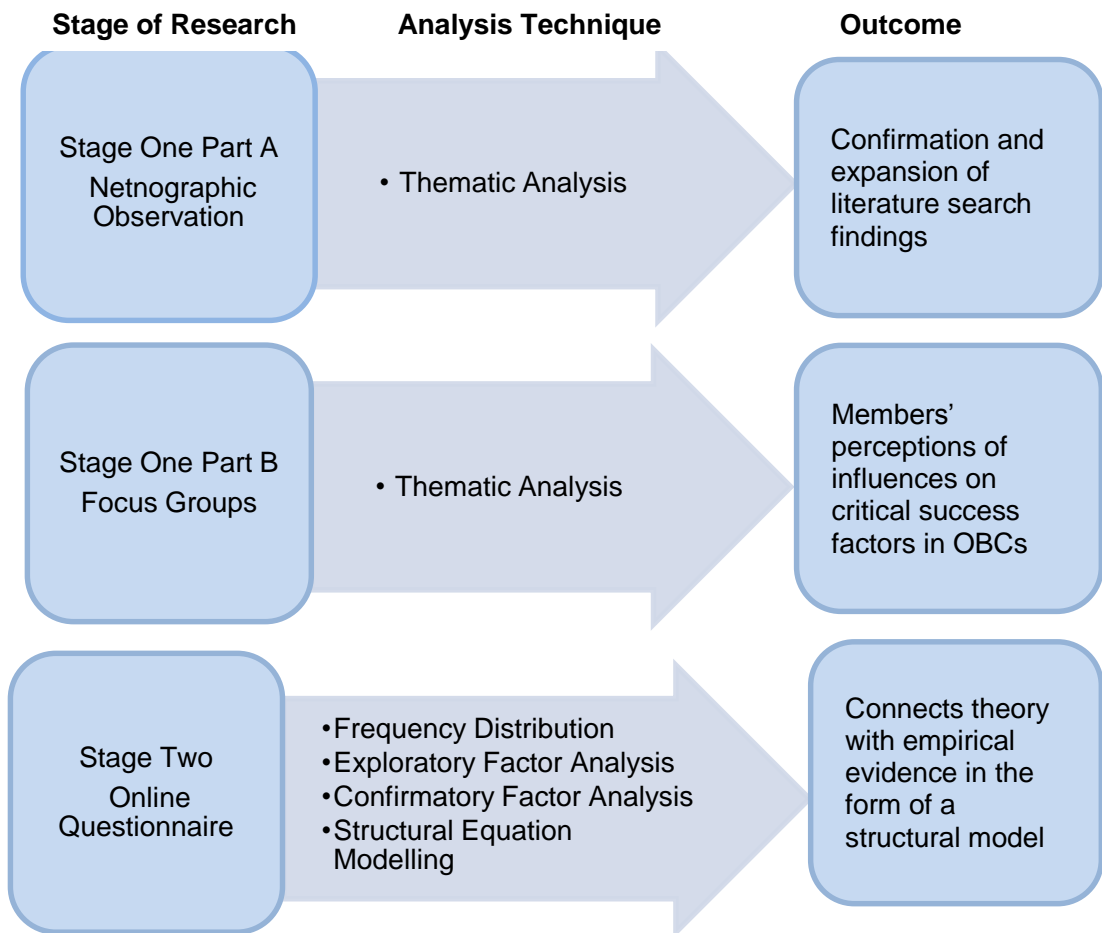 Stage of Research
Analysis Technique
Outcome
Stage One Part A
Netnographic
Observation
• Thematic Analysis
Confirmation and
expansion of
literature search
findings
Stage One Part B
Focus Groups
• Thematic Analysis
Members’
perceptions of
influences on
critical success
factors in OBCs
Stage Two
Online
Questionnaire
•Frequency Distribution
•Exploratory Factor Analysis
•Confirmatory Factor Analysis
•Structural Equation
Modelling
Connects theory
with empirical
evidence in the
form of a
structural model